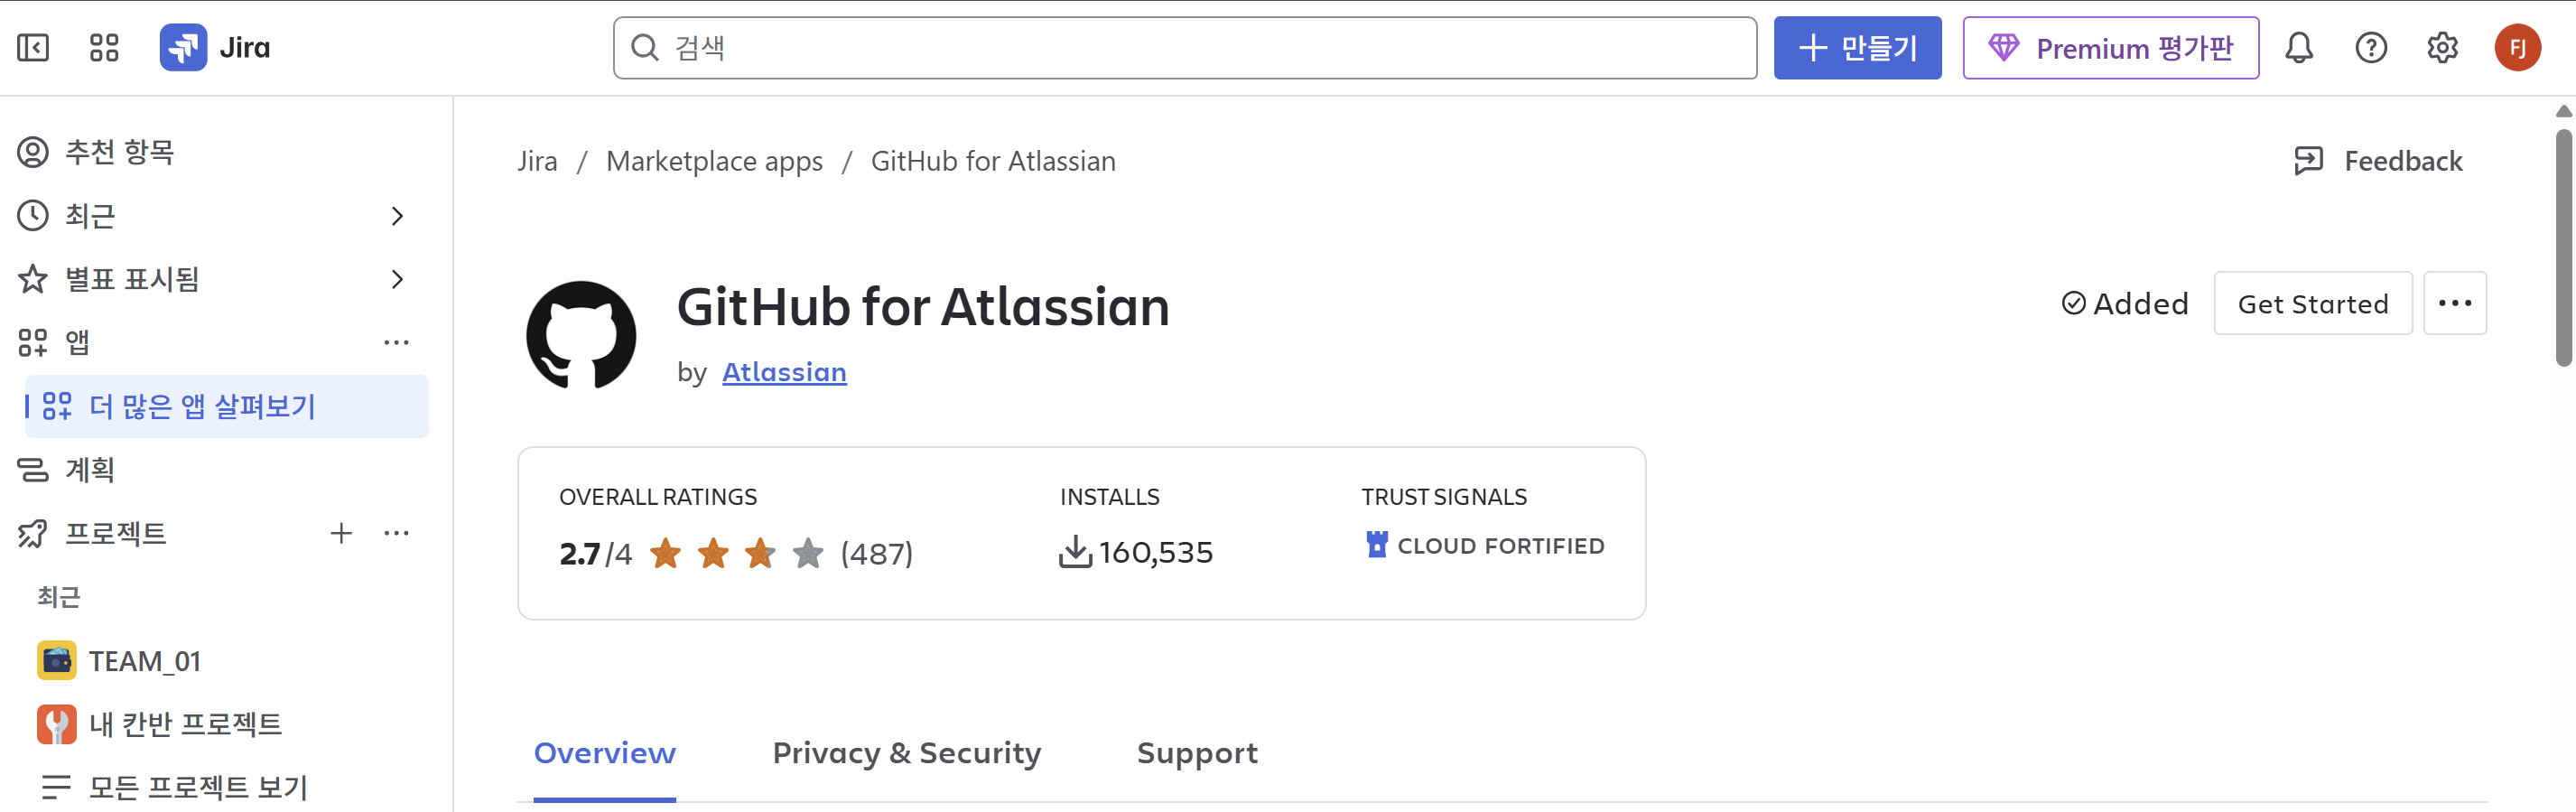 Jira
검색
만들기
Premium 평가판
FJ
추천 항목
최근
별표 표시됨
앱
더 많은 앱 살펴보기
계획
프로젝트
최근
TEAM_01
내 칸반 프로젝트
모든 프로젝트 보기
Jira / Marketplace apps / GitHub for Atlassian
Feedback
GitHub for Atlassian
by Atlassian
Added
Get Started
OVERALL RATINGS
2.7/4 (487)
INSTALLS
160,535
TRUST SIGNALS
CLOUD FORTIFIED
Overview
Privacy & Security
Support